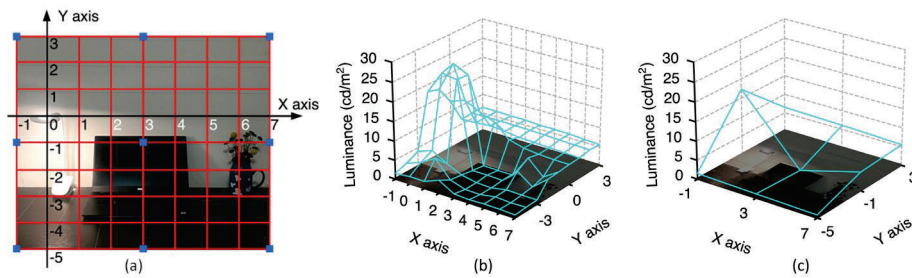 Y axis
3
2
1
X axis
-1 0 1 2 3 4 5 6 7
-1
-2
-3
-4
-5
(a)
Luminance (cd/m²)
30
25
20
15
10
5
0
-1 0 1 2 3 4 5 6 7
X axis
-3 0 3
Y axis
(b)
Luminance (cd/m²)
30
25
20
15
10
5
0
-1 3 7
X axis
-5 -1 3
Y axis
(c)